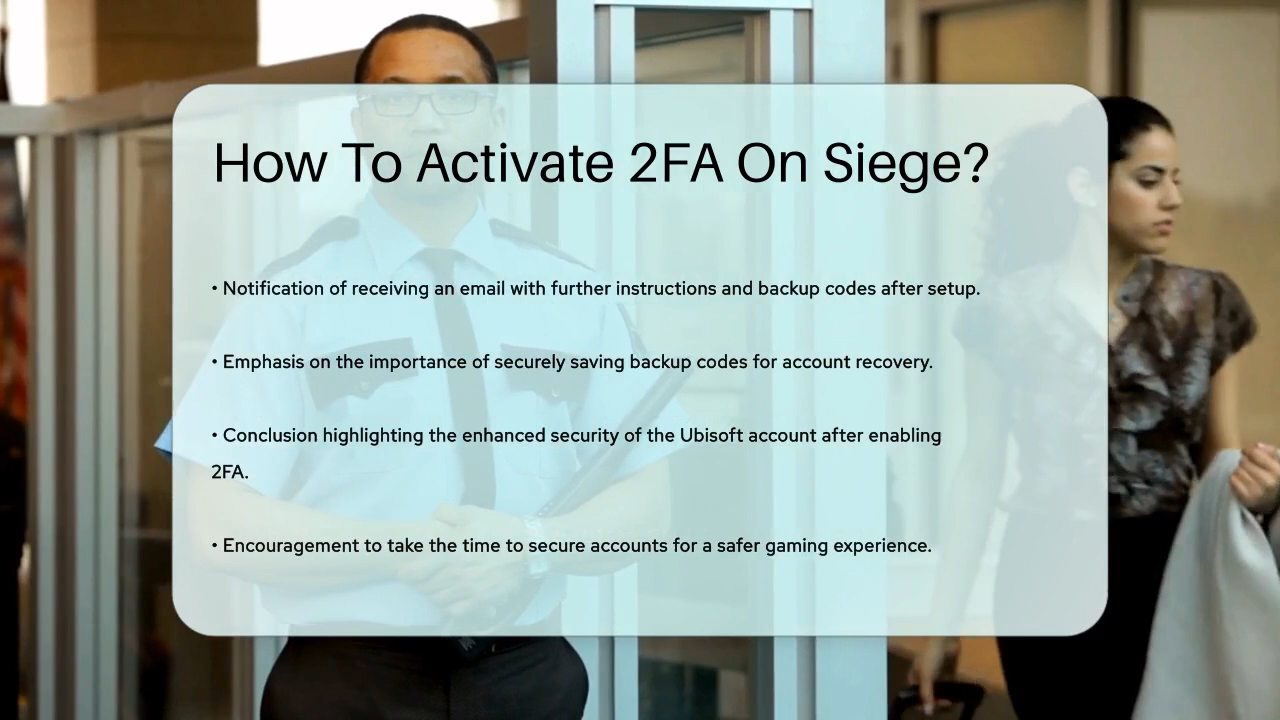 How To Activate 2FA On Siege?
• Notification of receiving an email with further instructions and backup codes after setup.
• Emphasis on the importance of securely saving backup codes for account recovery.
• Conclusion highlighting the enhanced security of the Ubisoft account after enabling
2FA.
• Encouragement to take the time to secure accounts for a safer gaming experience.